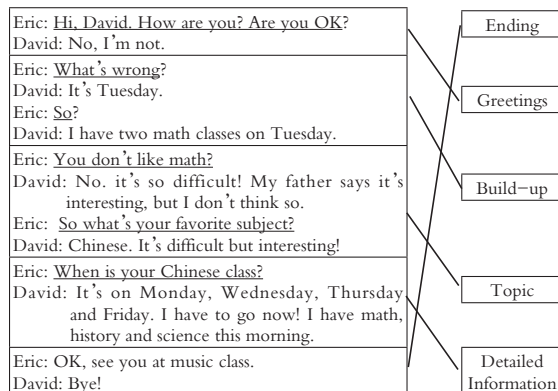 Eric: Hi, David. How are you? Are you OK?
David: No, I'm not.
Eric: What's wrong?
David: It's Tuesday.
Eric: So?
David: I have two math classes on Tuesday.
Eric: You don't like math?
David: No. it's so difficult! My father says it's
interesting, but I don't think so.
Eric: So what's your favorite subject?
David: Chinese. It's difficult but interesting!
Eric: When is your Chinese class?
David: It's on Monday, Wednesday, Thursday
and Friday. I have to go now! I have math,
history and science this morning.
Eric: OK, see you at music class.
David: Bye!
Ending
Greetings
Build-up
Topic
Detailed
Information